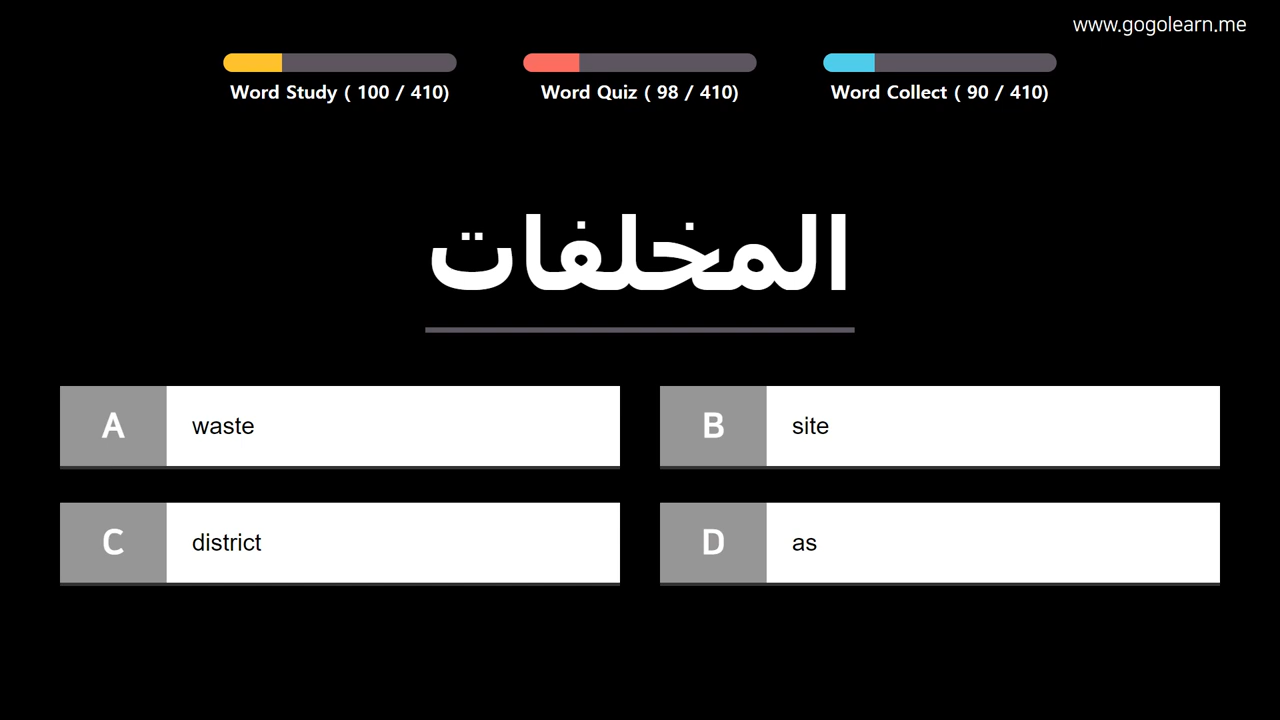 www.gogolearn.me
Word Study ( 100 / 410)
Word Quiz ( 98 / 410)
Word Collect ( 90 / 410)
المخلفات
A waste
B site
C district
D as